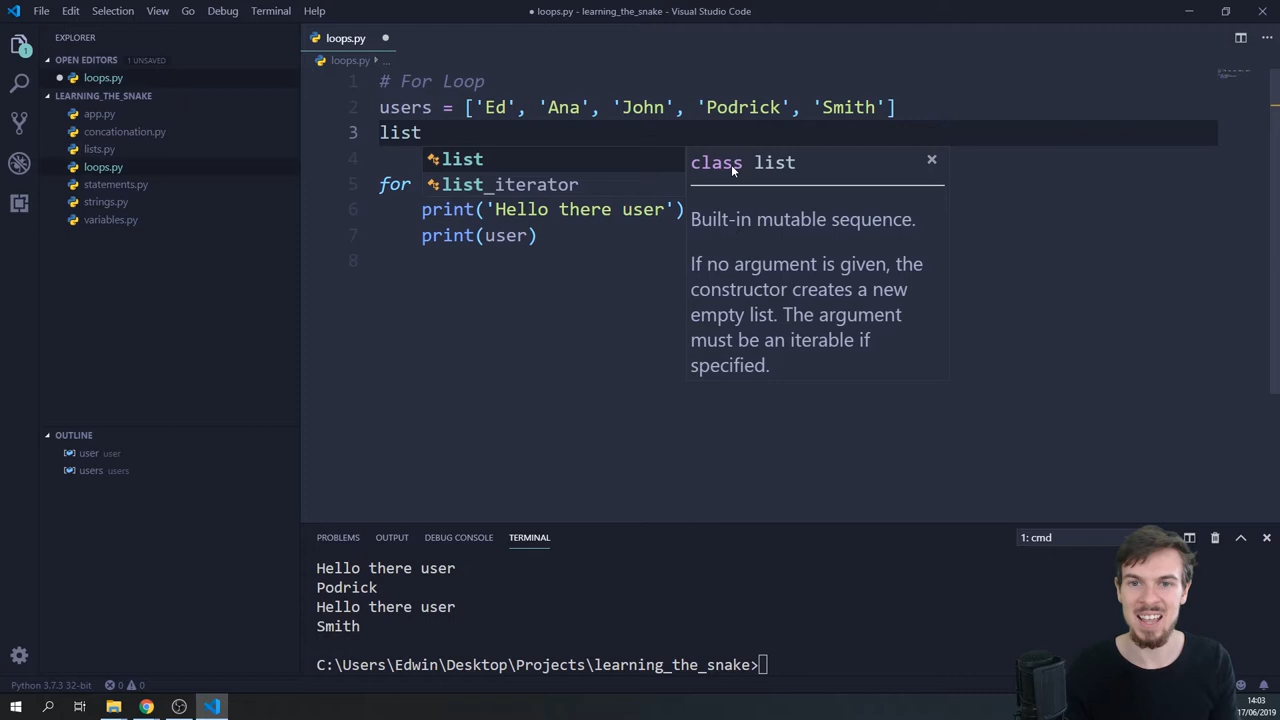 File Edit Selection View Go Debug Terminal Help
● loops.py - learning_the_snake - Visual Studio Code
EXPLORER
OPEN EDITORS 1 UNSAVED
loops.py
LEARNING_THE_SNAKE
app.py
concationation.py
lists.py
loops.py
statements.py
strings.py
variables.py
OUTLINE
user user
users users
loops.py
loops.py ...
1 # For Loop
2 users = ['Ed', 'Ana', 'John', 'Podrick', 'Smith']
3 list
4
5 for
6 print('Hello there user')
7 print(user)
8
list
list_iterator
class list
Built-in mutable sequence.
If no argument is given, the
constructor creates a new
empty list. The argument
must be an iterable if
specified.
PROBLEMS OUTPUT DEBUG CONSOLE TERMINAL
1: cmd
Hello there user
Podrick
Hello there user
Smith
C:\Users\Edwin\Desktop\Projects\learning_the_snake>
1
Python 3.7.3 32-bit 0 0
14:03
17/06/2019